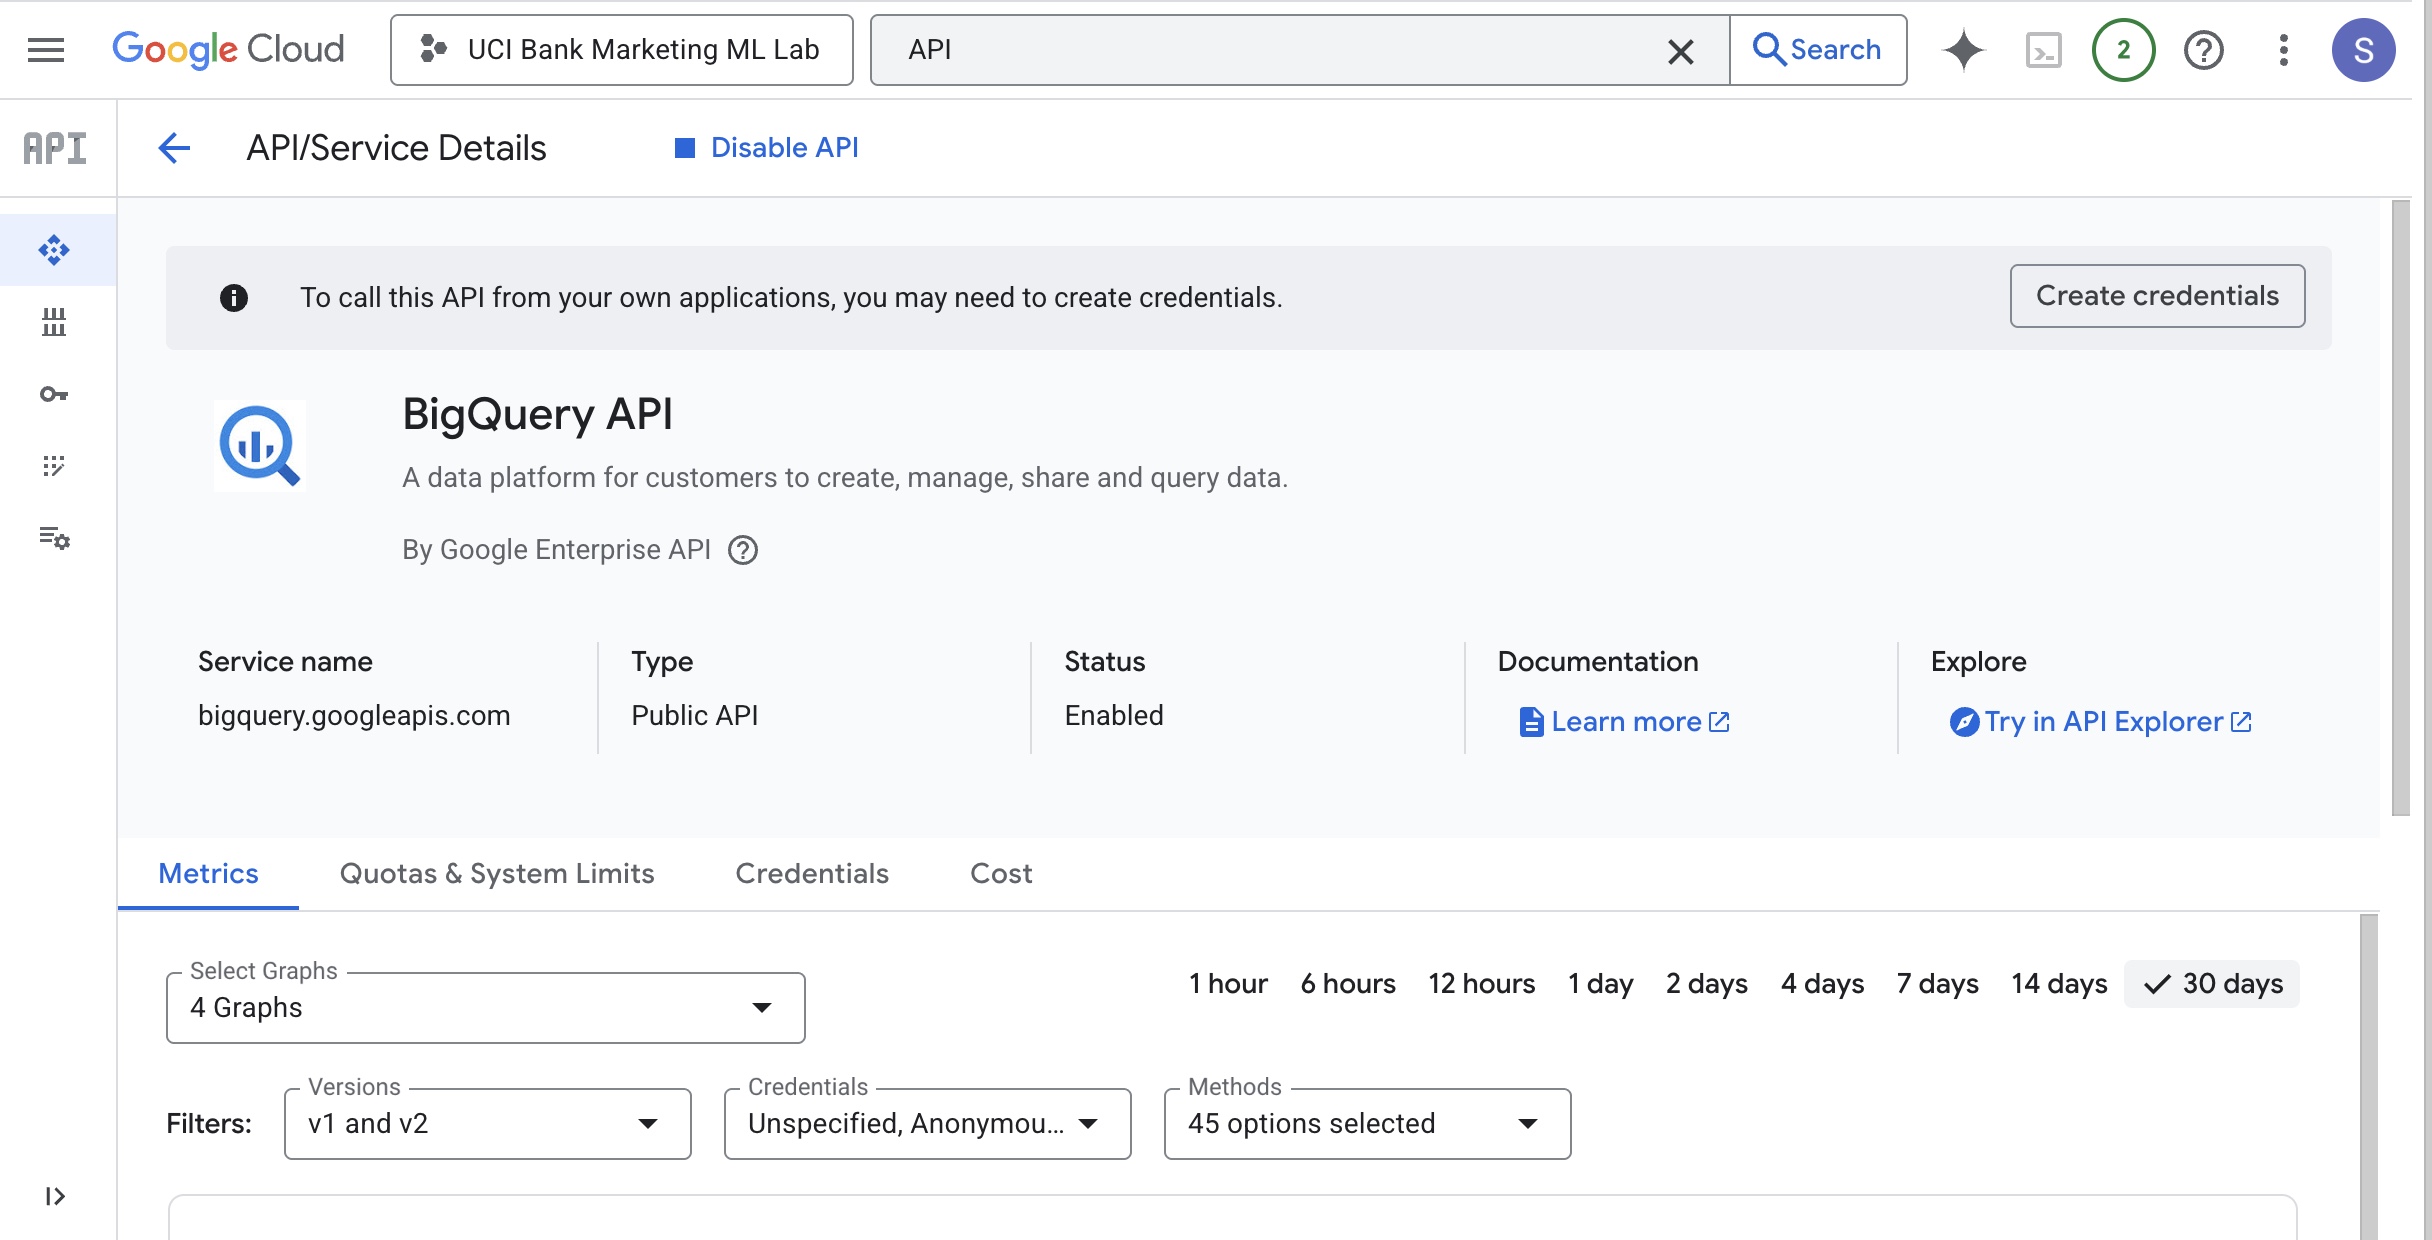 Google Cloud
UCI Bank Marketing ML Lab
API
Search
2
S
API
API/Service Details
Disable API
To call this API from your own applications, you may need to create credentials.
Create credentials
BigQuery API
A data platform for customers to create, manage, share and query data.
By Google Enterprise API
Service name
bigquery.googleapis.com
Type
Public API
Status
Enabled
Documentation
Learn more
Explore
Try in API Explorer
Metrics
Quotas & System Limits
Credentials
Cost
Select Graphs
4 Graphs
1 hour
6 hours
12 hours
1 day
2 days
4 days
7 days
14 days
30 days
Filters:
Versions
v1 and v2
Credentials
Unspecified, Anonymou...
Methods
45 options selected